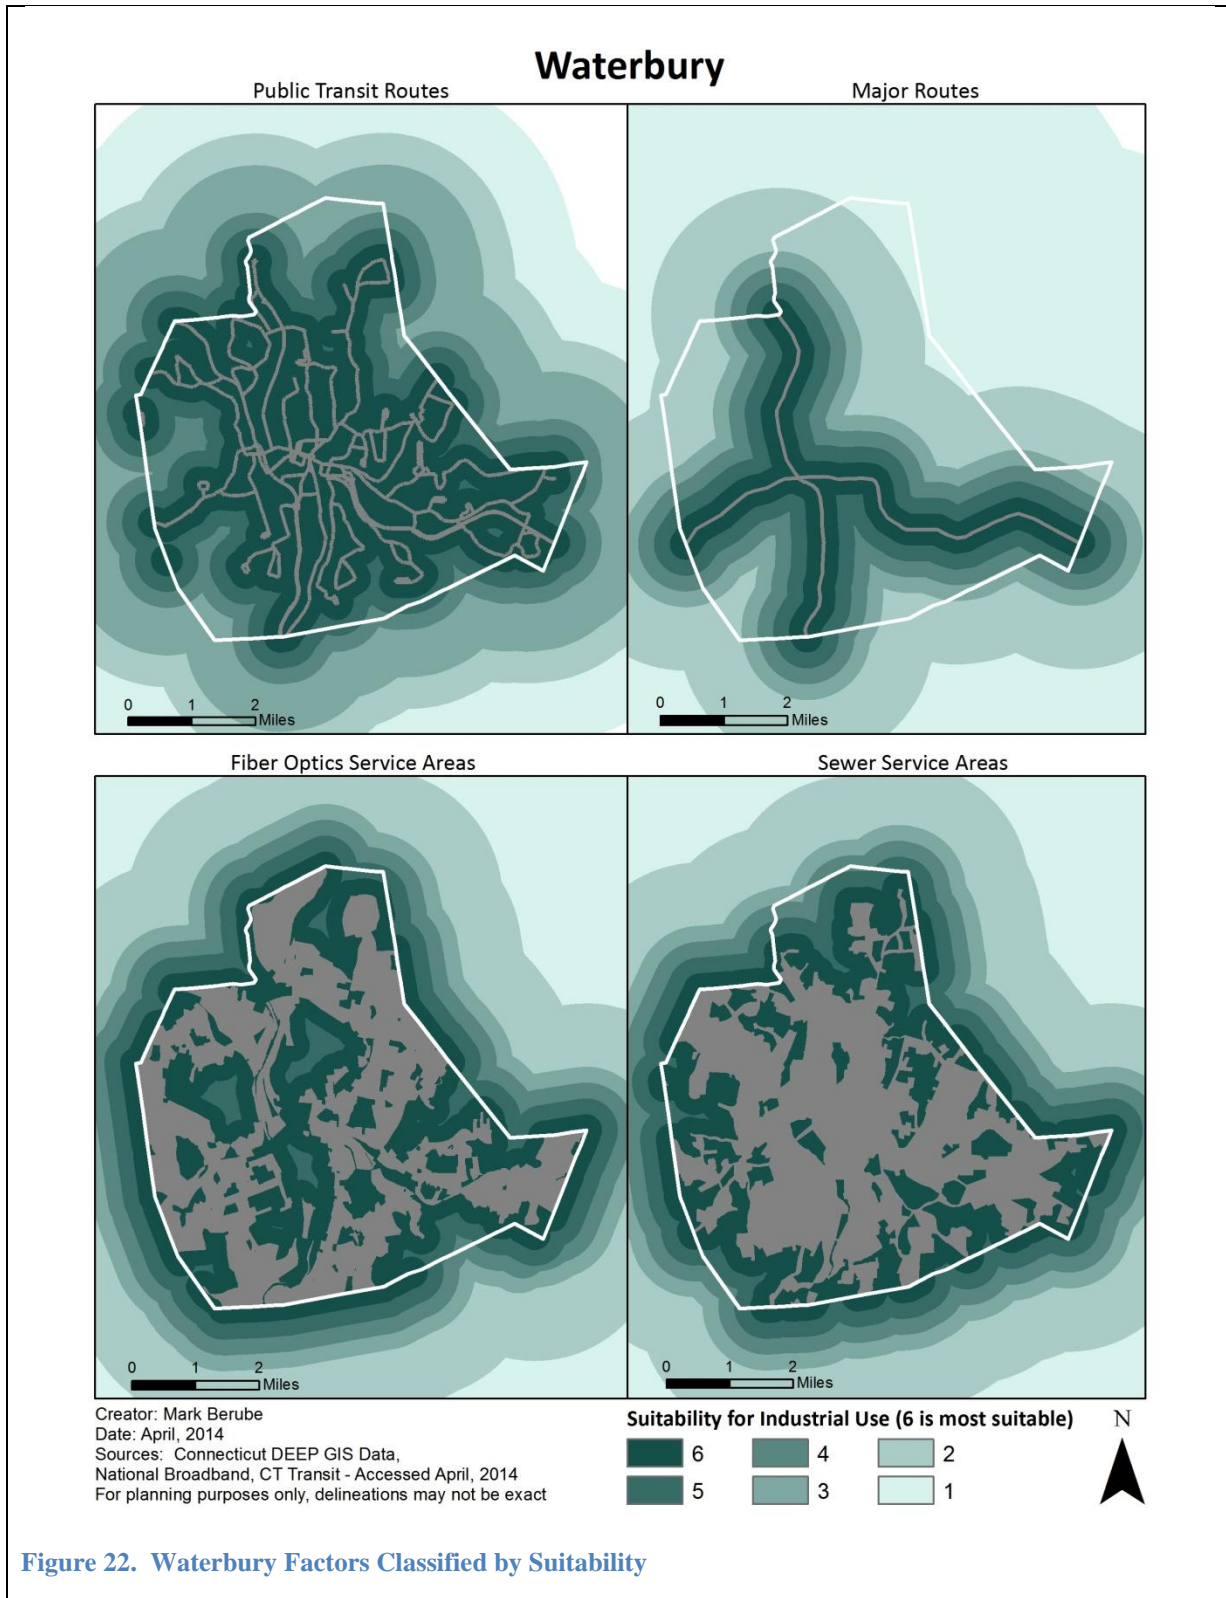 Waterbury
Public Transit Routes
Major Routes
0 1 2
Miles
0 1 2
Miles
Fiber Optics Service Areas
Sewer Service Areas
0 1 2
Miles
0 1 2
Miles
Creator: Mark Berube
Date: April, 2014
Sources: Connecticut DEEP GIS Data,
National Broadband, CT Transit - Accessed April, 2014
For planning purposes only, delineations may not be exact
Suitability for Industrial Use (6 is most suitable)
6 4 2
5 3 1
N
Figure 22. Waterbury Factors Classified by Suitability